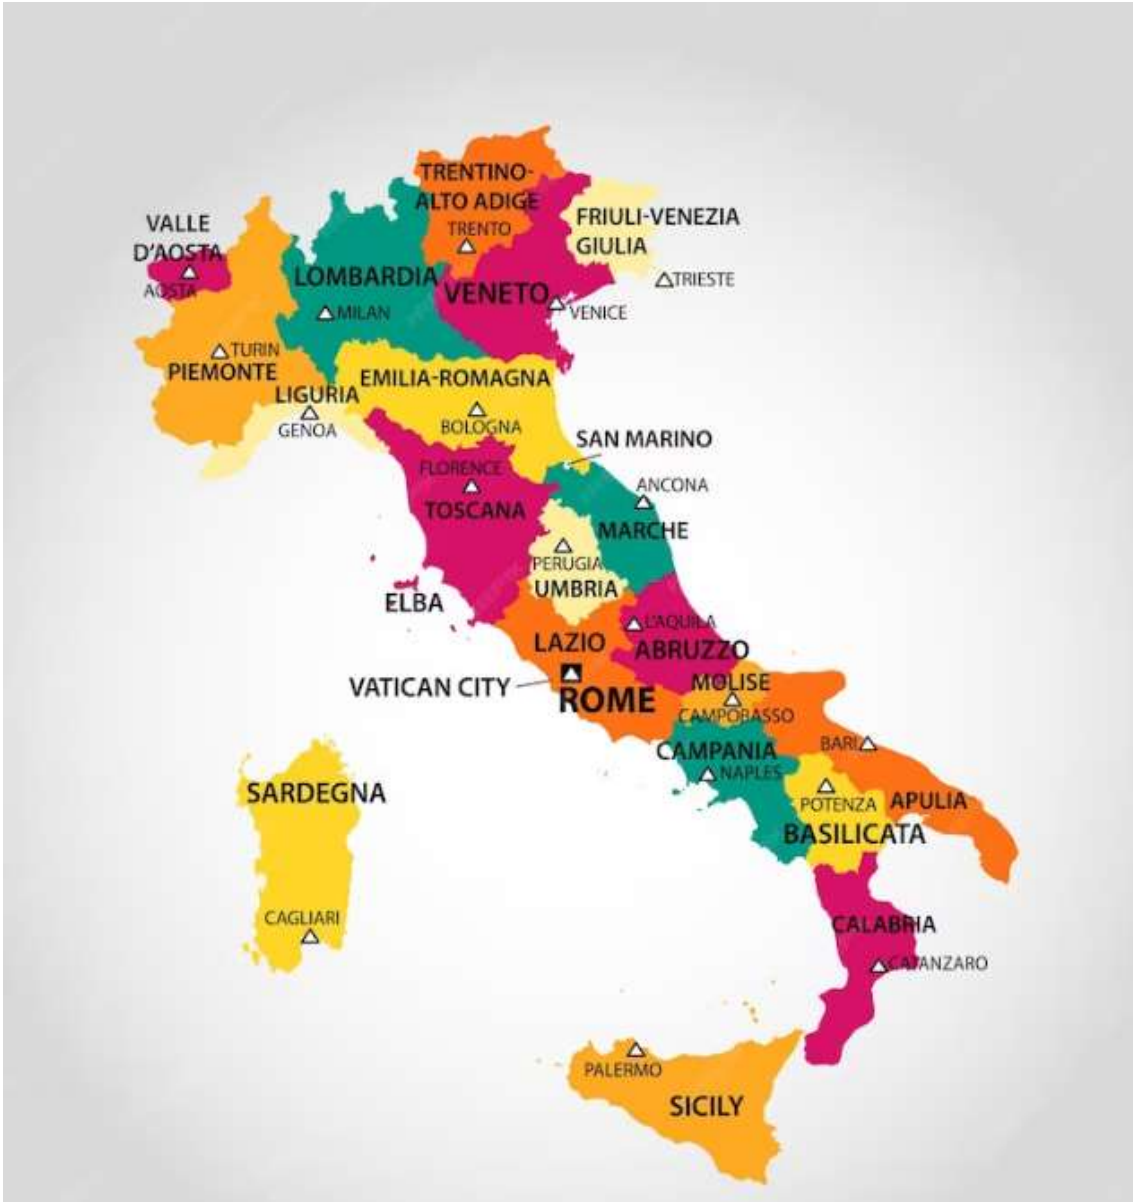 TRENTINO-
ALTO ADIGE
TRENTO
VALLE
D'AOSTA
AOSTA
FRIULI-VENEZIA
GIULIA
TRIESTE
LOMBARDIA
MILAN
VENETO
VENICE
TURIN
PIEMONTE
LIGURIA
GENOA
EMILIA-ROMAGNA
BOLOGNA
SAN MARINO
FLORENCE
TOSCANA
ANCONA
MARCHE
PERUGIA
UMBRIA
ELBA
LAZIO
L'AQUILA
ABRUZZO
VATICAN CITY
ROME
MOLISE
CAMPOBASSO
CAMPANIA
NAPLES
BARI
POTENZA
APULIA
BASILICATA
SARDEGNA
CAGLIARI
CALABRIA
CATANZARO
PALERMO
SICILY